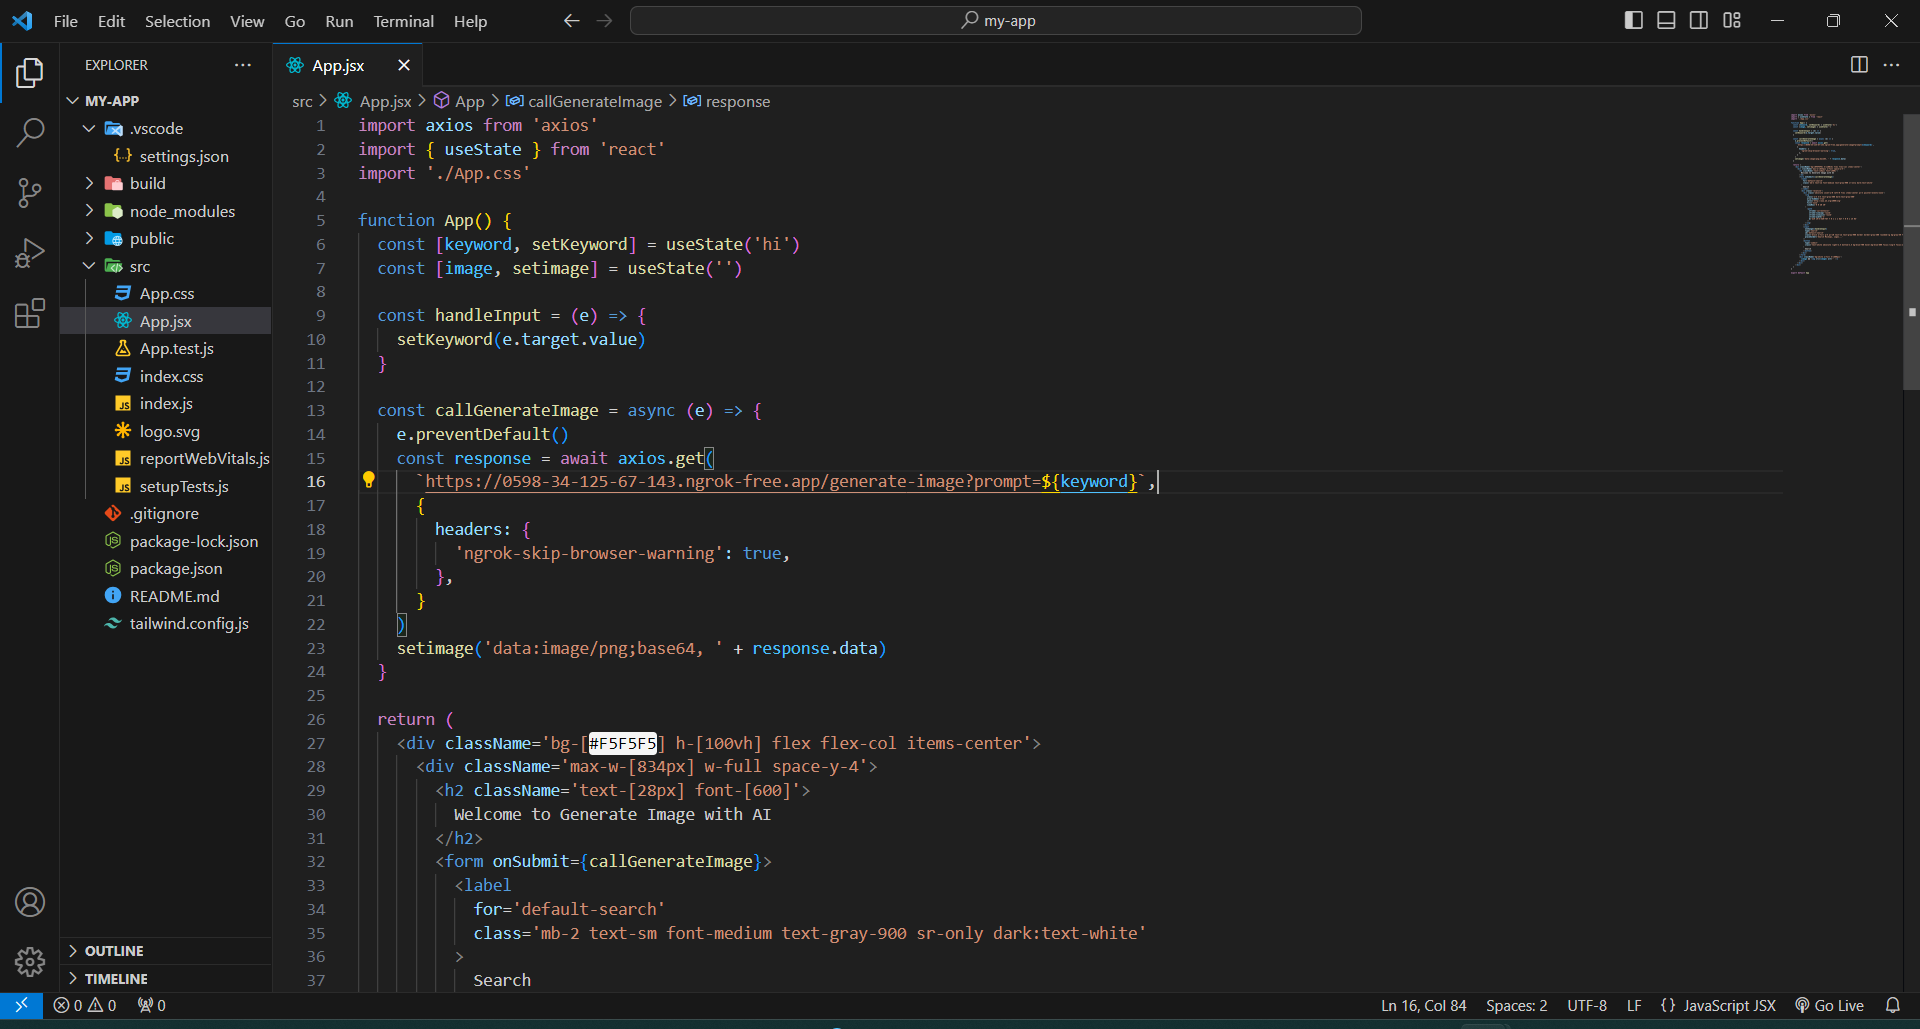 File Edit Selection View Go Run Terminal Help
my-app
EXPLORER
MY-APP
.vscode
settings.json
build
node_modules
public
src
App.css
App.jsx
App.test.js
index.css
index.js
logo.svg
reportWebVitals.js
setupTests.js
.gitignore
package-lock.json
package.json
README.md
tailwind.config.js
OUTLINE
TIMELINE
App.jsx
src > App.jsx > App > callGenerateImage > response
1 import axios from 'axios'
2 import { useState } from 'react'
3 import './App.css'
4
5 function App() {
6 const [keyword, setKeyword] = useState('hi')
7 const [image, setimage] = useState('')
8
9 const handleInput = (e) => {
10 setKeyword(e.target.value)
11 }
12
13 const callGenerateImage = async (e) => {
14 e.preventDefault()
15 const response = await axios.get(
16 `https://0598-34-125-67-143.ngrok-free.app/generate-image?prompt=${keyword}`,
17 {
18 headers: {
19 'ngrok-skip-browser-warning': true,
20 },
21 }
22 )
23 setimage('data:image/png;base64, ' + response.data)
24 }
25
26 return (
27 <div className='bg-[#F5F5F5] h-[100vh] flex flex-col items-center'>
28 <div className='max-w-[834px] w-full space-y-4'>
29 <h2 className='text-[28px] font-[600]'>
30 Welcome to Generate Image with AI
31 </h2>
32 <form onSubmit={callGenerateImage}>
33 <label
34 for='default-search'
35 class='mb-2 text-sm font-medium text-gray-900 sr-only dark:text-white'
36 >
37 Search
0 0 0
Ln 16, Col 84 Spaces: 2 UTF-8 LF {} JavaScript JSX Go Live